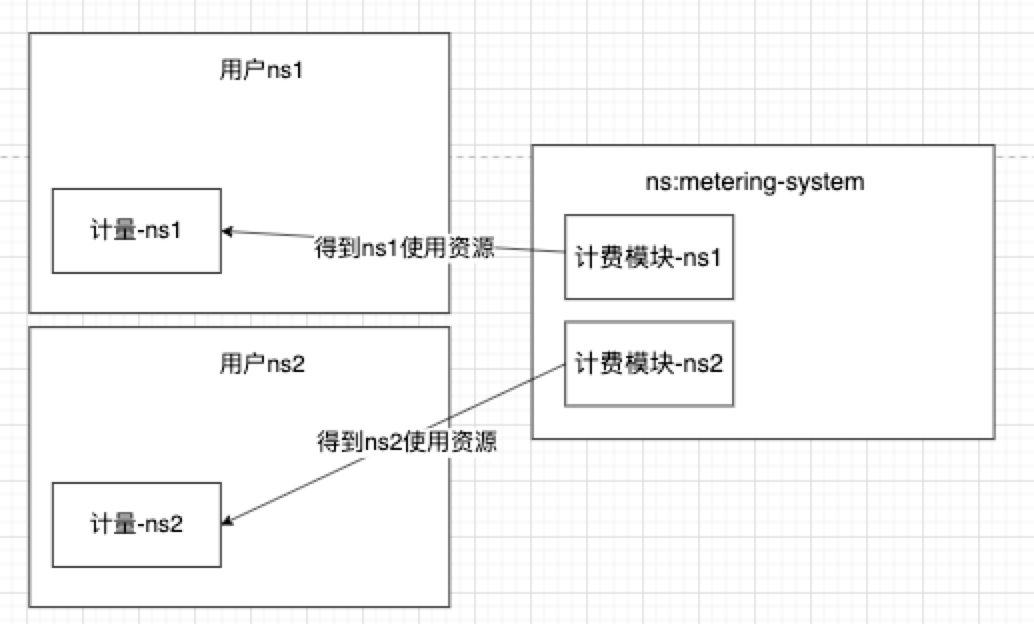 用户ns1
计量-ns1
得到ns1使用资源
ns:metering-system
计费模块-ns1
计费模块-ns2
用户ns2
得到ns2使用资源
计量-ns2